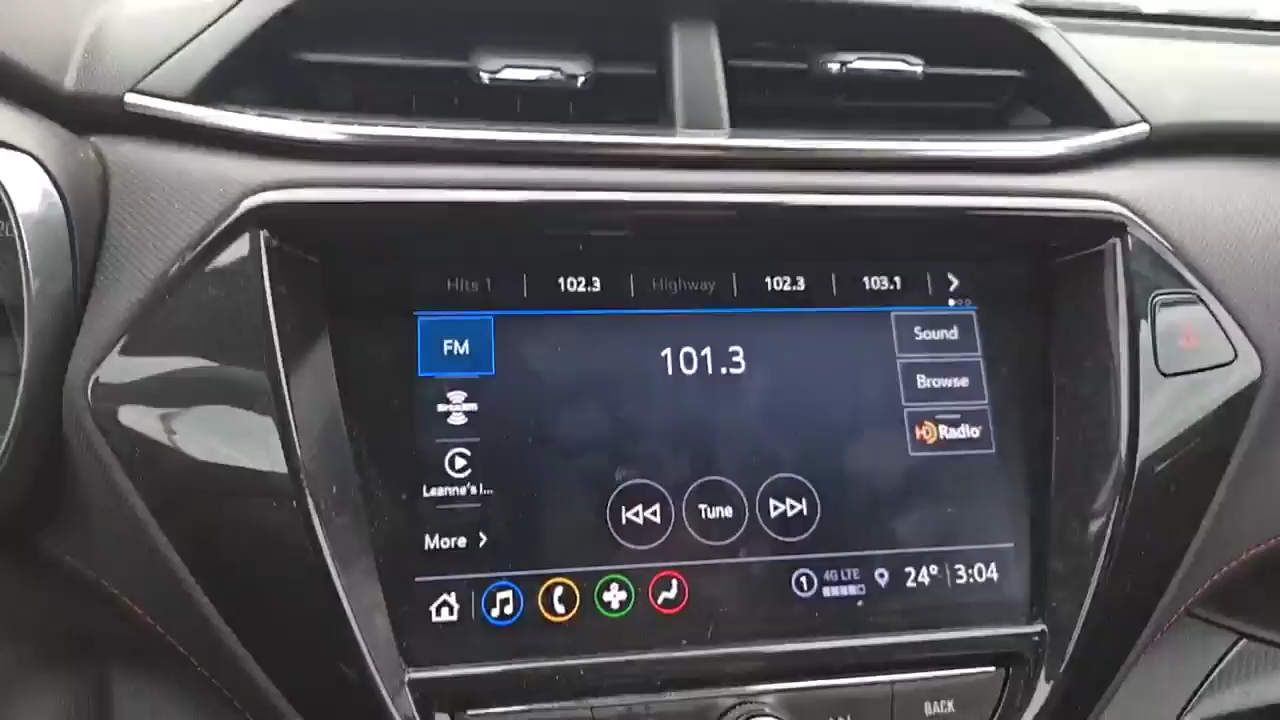 Hits 1 102.3 Highway 102.3 103.1
FM
101.3
Sound
Browse
HD Radio
Leanne's I...
Tune
More
1 4G LTE 24° 3:04
BACK